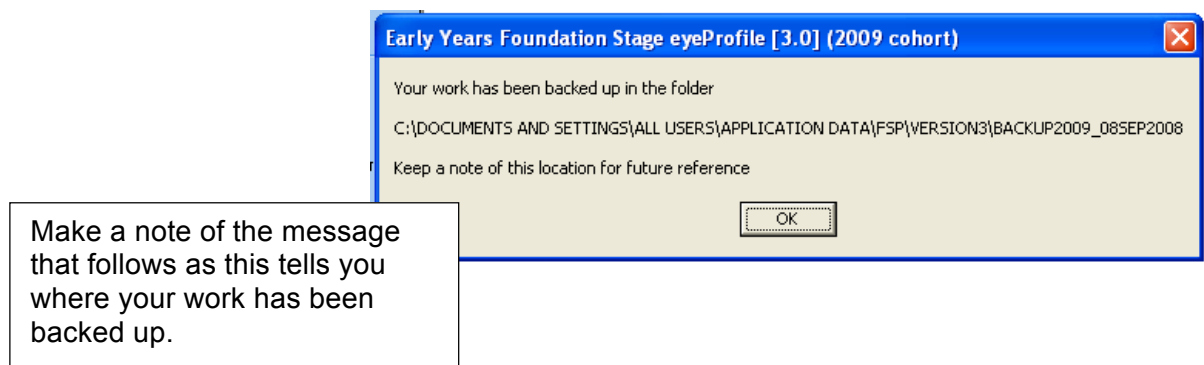 Early Years Foundation Stage eyeProfile [3.0] (2009 cohort)
Your work has been backed up in the folder
C:\DOCUMENTS AND SETTINGS\ALL USERS\APPLICATION DATA\FSP\VERSION3\BACKUP2009_08SEP2008
Keep a note of this location for future reference
OK
Make a note of the message
that follows as this tells you
where your work has been
backed up.